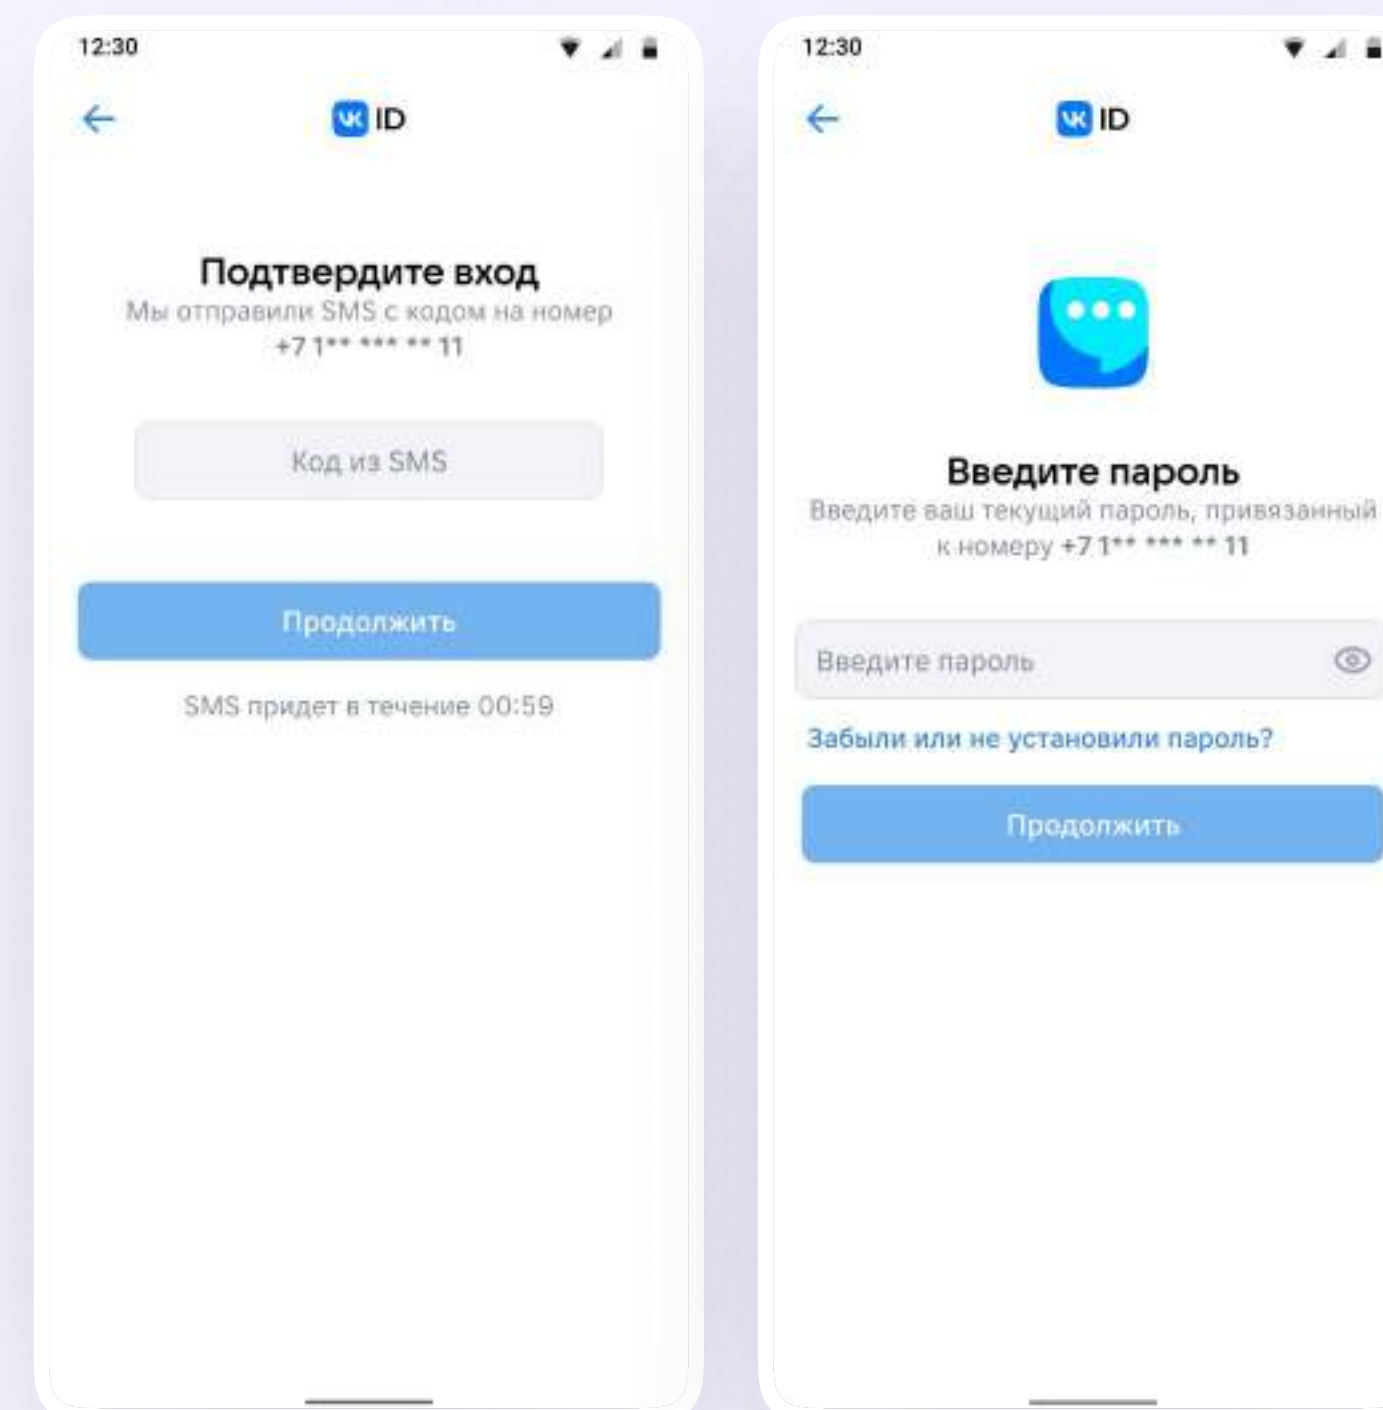 12:30
VK ID
Подтвердите вход
Мы отправили SMS с кодом на номер
+7 1** *** ** 11
Код из SMS
Продолжить
SMS придет в течение 00:59
12:30
VK ID
Введите пароль
Введите ваш текущий пароль, привязанный
к номеру +7 1** *** ** 11
Введите пароль
Забыли или не установили пароль?
Продолжить